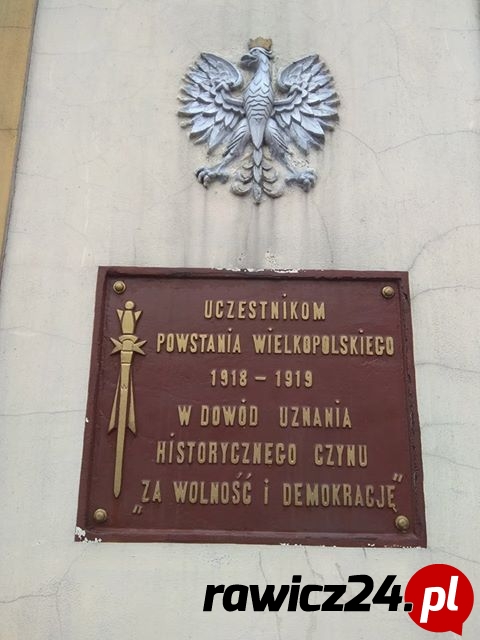 UCZESTNIKOM
POWSTANIA WIELKOPOLSKIEGO
1918 – 1919
W DOWÓD UZNANIA
HISTORYCZNEGO CZYNU
„ZA WOLNOŚĆ i DEMOKRACJĘ”
rawicz24.pl